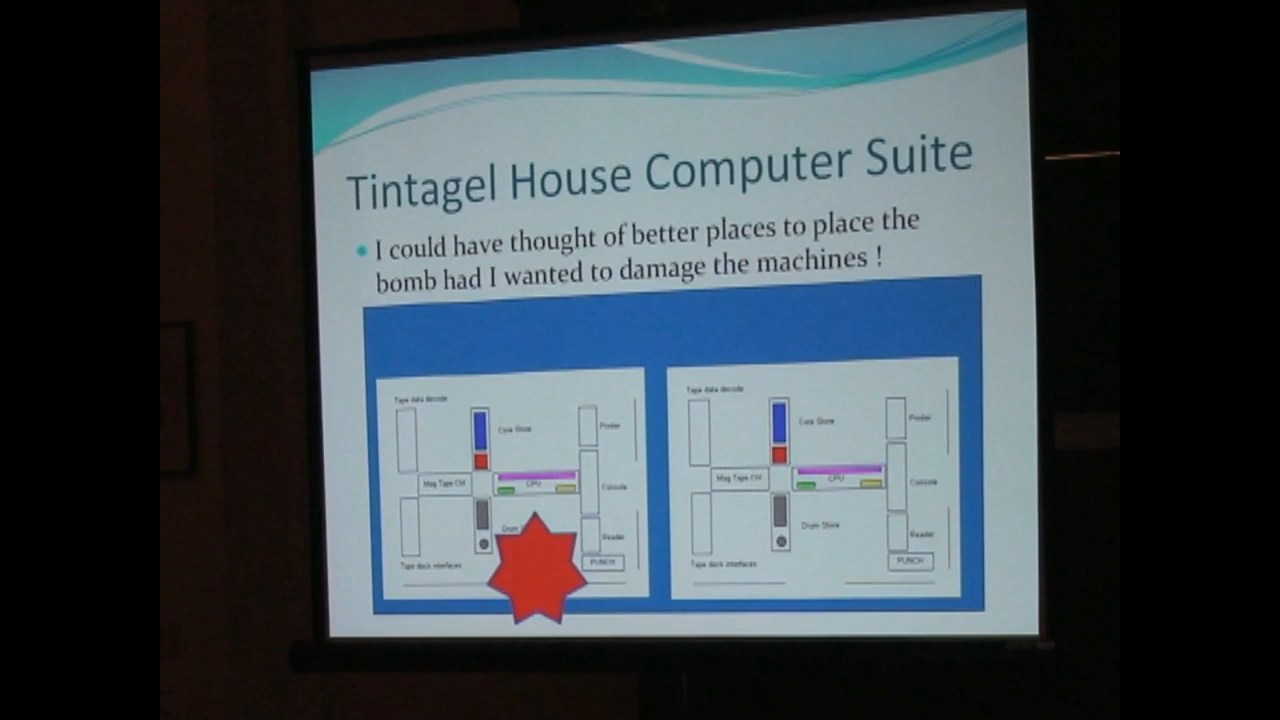 Tintagel House Computer Suite
I could have thought of better places to place the
bomb had I wanted to damage the machines !
Tape data decode
Core Store
Printer
Mag Tape Ctrl
CPU
Console
Drum
Reader
Tape deck interfaces
PUNCH
Tape data decode
Core Store
Printer
Mag Tape Ctrl
CPU
Console
Drum Store
Reader
Tape deck interfaces
PUNCH